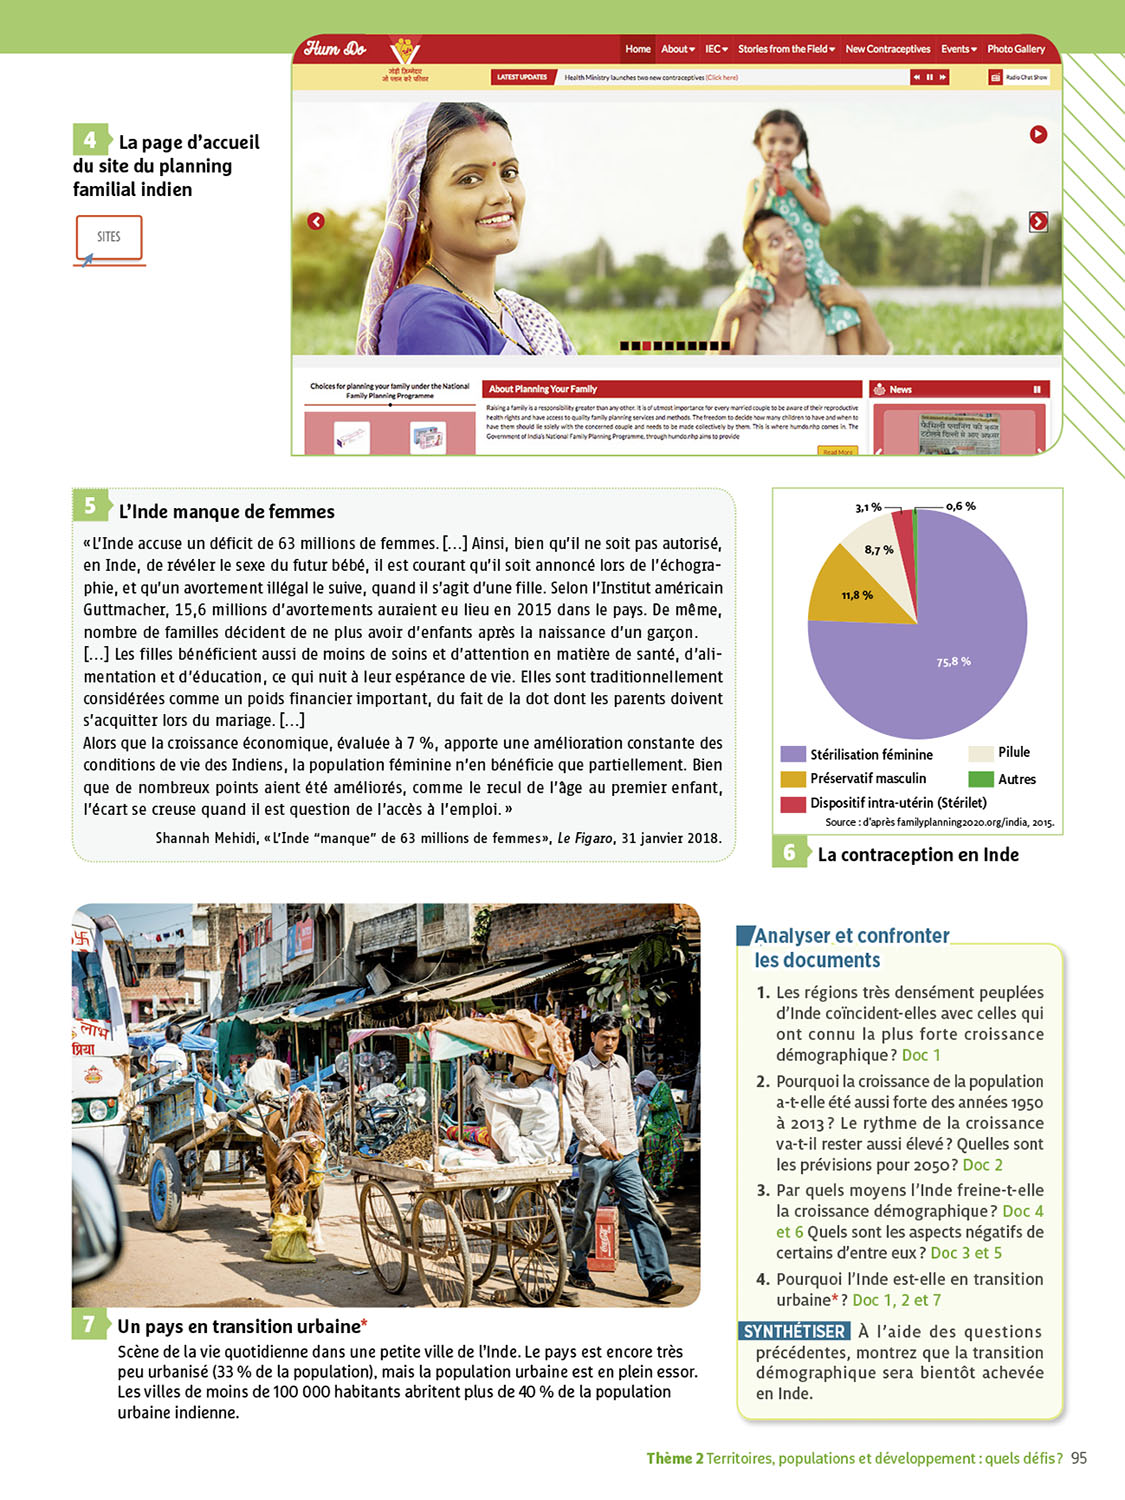 Hum Do
जोड़ी ज़िम्मेदार
जो प्लान करे परिवार
Home About IEC Stories from the Field New Contraceptives Events Photo Gallery
LATEST UPDATES Health Ministry launches two new contraceptives (Click here)
Radio Chat Show
4 La page d’accueil
du site du planning
familial indien
SITES
Choices for planning your family under the National
Family Planning Programme
About Planning Your Family
Raising a family is a responsibility greater than any other. It is of utmost importance for every married couple to be aware of their reproductive
health rights and have access to quality family planning services and methods. The freedom to decide how many children to have and when to
have them should lie solely with the concerned couple and needs to be made collectively by them. This is where humdo.nhp comes in. The
Government of India's National Family Planning Programme, through humdo.nhp aims to provide
Read More
News
फैमिली प्लानिंग की
5 L’Inde manque de femmes
« L’Inde accuse un déficit de 63 millions de femmes. […] Ainsi, bien qu’il ne soit pas autorisé,
en Inde, de révéler le sexe du futur bébé, il est courant qu’il soit annoncé lors de l’échogra-
phie, et qu’un avortement illégal le suive, quand il s’agit d’une fille. Selon l’Institut américain
Guttmacher, 15,6 millions d’avortements auraient eu lieu en 2015 dans le pays. De même,
nombre de familles décident de ne plus avoir d’enfants après la naissance d’un garçon.
[…] Les filles bénéficient aussi de moins de soins et d’attention en matière de santé, d’ali-
mentation et d’éducation, ce qui nuit à leur espérance de vie. Elles sont traditionnellement
considérées comme un poids financier important, du fait de la dot dont les parents doivent
s’acquitter lors du mariage. […]
Alors que la croissance économique, évaluée à 7 %, apporte une amélioration constante des
conditions de vie des Indiens, la population féminine n’en bénéficie que partiellement. Bien
que de nombreux points aient été améliorés, comme le recul de l’âge au premier enfant,
l’écart se creuse quand il est question de l’accès à l’emploi. »
Shannah Mehidi, « L’Inde “manque” de 63 millions de femmes », Le Figaro, 31 janvier 2018.
3,1 %
0,6 %
8,7 %
11,8 %
75,8 %
Stérilisation féminine
Pilule
Préservatif masculin
Autres
Dispositif intra-utérin (Stérilet)
Source : d’après familyplanning2020.org/india, 2015.
6 La contraception en Inde
लाभ
प्रिया
Coca-Cola
7 Un pays en transition urbaine*
Scène de la vie quotidienne dans une petite ville de l’Inde. Le pays est encore très
peu urbanisé (33 % de la population), mais la population urbaine est en plein essor.
Les villes de moins de 100 000 habitants abritent plus de 40 % de la population
urbaine indienne.
Analyser et confronter
les documents
1. Les régions très densément peuplées
d’Inde coïncident-elles avec celles qui
ont connu la plus forte croissance
démographique ? Doc 1
2. Pourquoi la croissance de la population
a-t-elle été aussi forte des années 1950
à 2013 ? Le rythme de la croissance
va-t-il rester aussi élevé ? Quelles sont
les prévisions pour 2050 ? Doc 2
3. Par quels moyens l’Inde freine-t-elle
la croissance démographique ? Doc 4
et 6 Quels sont les aspects négatifs de
certains d’entre eux ? Doc 3 et 5
4. Pourquoi l’Inde est-elle en transition
urbaine* ? Doc 1, 2 et 7
SYNTHÉTISER À l’aide des questions
précédentes, montrez que la transition
démographique sera bientôt achevée
en Inde.
Thème 2 Territoires, populations et développement : quels défis ? 95